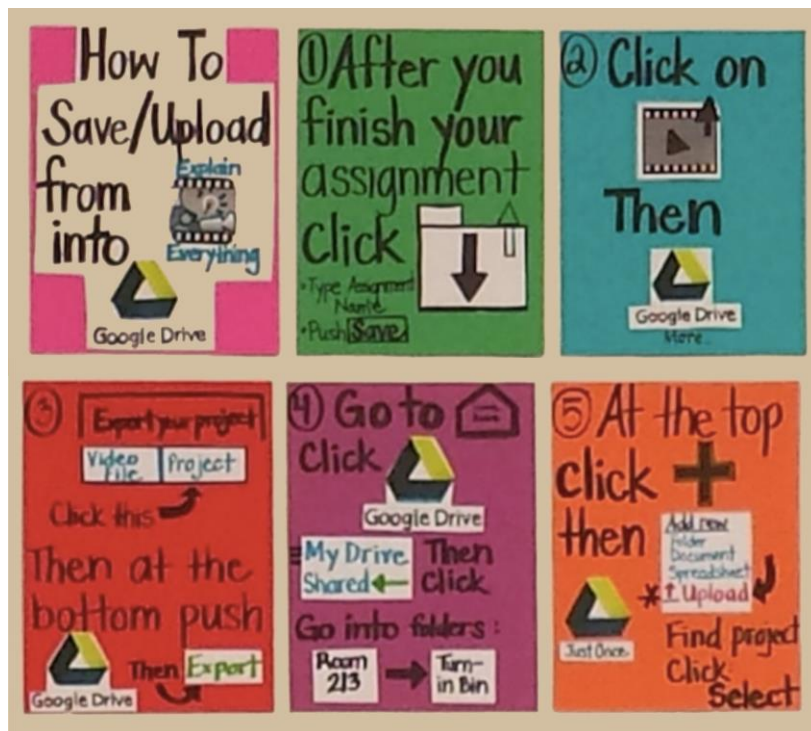 How To
Save/Upload
from
Explain
Everything
into
Google Drive
① After you
finish your
assignment
Click
• Type Assignment
Name
• Push Save
② Click on
Then
Google Drive
More..
③ Export your project
Video File Project
Click this
Then at the
bottom push
Google Drive
Then Export
④ Go to
Click
Google Drive
My Drive
Shared
Then
Click
Go into folders:
Room 213
Turn-in Bin
⑤ At the top
click +
then
Add new
Folder
Document
Spreadsheet
* ↑ Upload
Just Once
Find project
Click
Select